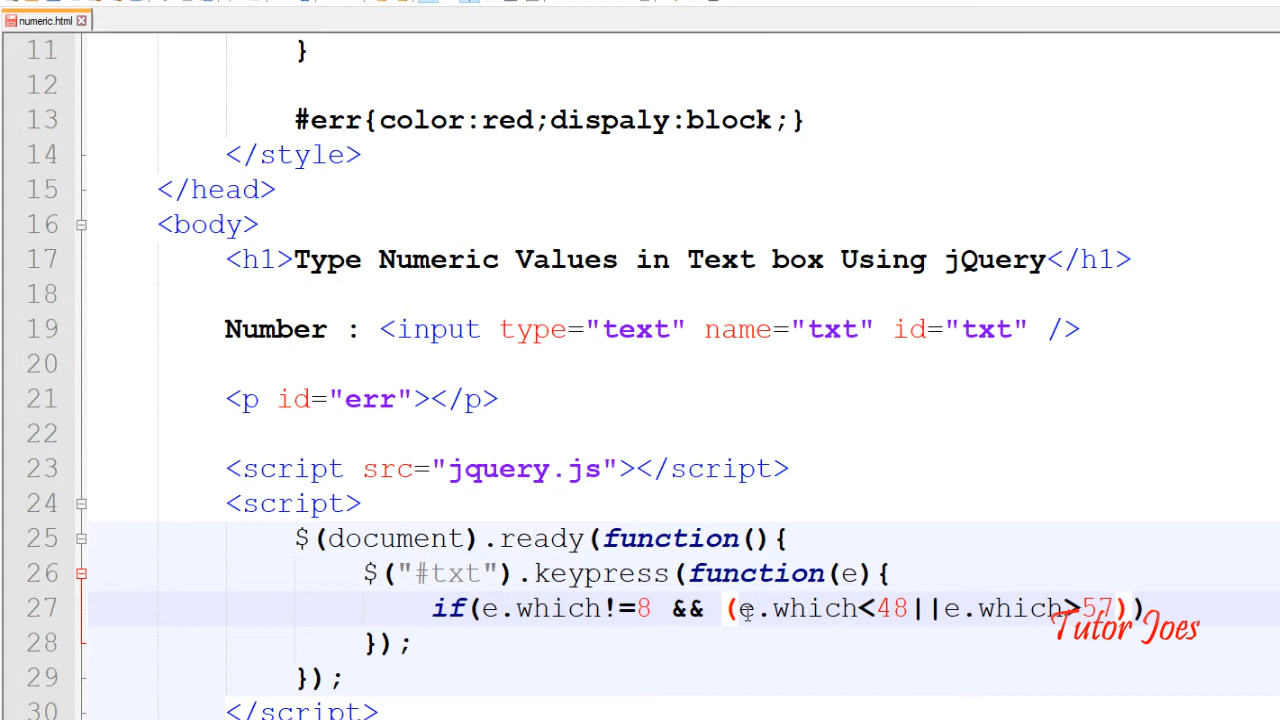 numeric.html
11 }
12
13 #err{color:red;dispaly:block;}
14 </style>
15 </head>
16 <body>
17 <h1>Type Numeric Values in Text box Using jQuery</h1>
18
19 Number : <input type="text" name="txt" id="txt" />
20
21 <p id="err"></p>
22
23 <script src="jquery.js"></script>
24 <script>
25 $(document).ready(function(){
26 $("#txt").keypress(function(e){
27 if(e.which!=8 && (e.which<48||e.which>57))
28 });
29 });
30 </script>
Tutor Joes